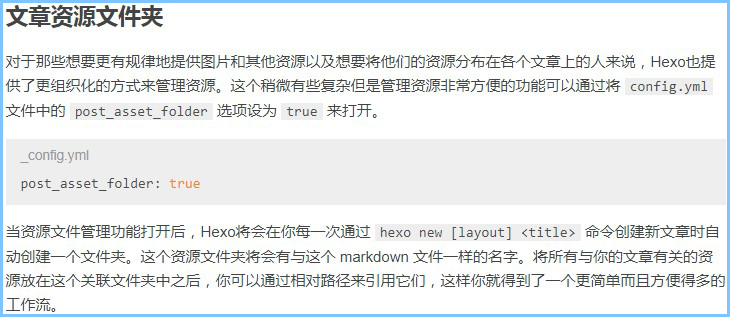 文章资源文件夹
对于那些想要更有规律地提供图片和其他资源以及想要将他们的资源分布在各个文章上的人来说，Hexo也提
供了更组织化的方式来管理资源。这个稍微有些复杂但是管理资源非常方便的功能可以通过将 config.yml
文件中的 post_asset_folder 选项设为 true 来打开。
_config.yml
post_asset_folder: true
当资源文件管理功能打开后，Hexo将会在你每一次通过 hexo new [layout] <title> 命令创建新文章时自
动创建一个文件夹。这个资源文件夹将会有与这个 markdown 文件一样的名字。将所有与你的文章有关的资
源放在这个关联文件夹中之后，你可以通过相对路径来引用它们，这样你就得到了一个更简单而且方便得多的
工作流。